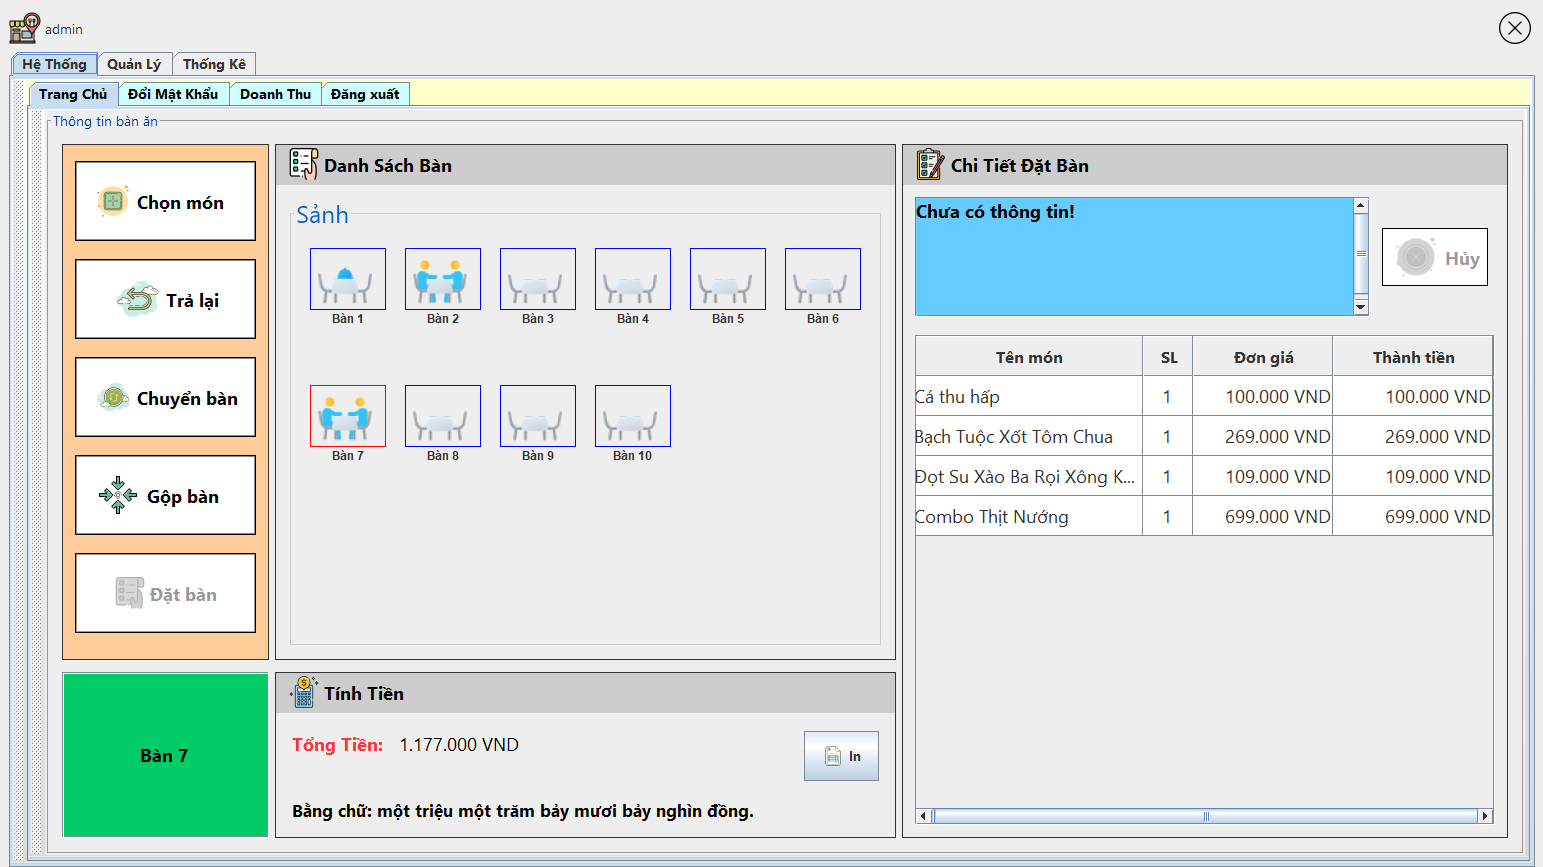 admin
Hệ Thống Quản Lý Thống Kê
Trang Chủ Đổi Mật Khẩu Doanh Thu Đăng xuất
Thông tin bàn ăn
Chọn món
Trả lại
Chuyển bàn
Gộp bàn
Đặt bàn
Bàn 7
Danh Sách Bàn
Sảnh
Bàn 1 Bàn 2 Bàn 3 Bàn 4 Bàn 5 Bàn 6
Bàn 7 Bàn 8 Bàn 9 Bàn 10
Tính Tiền
Tổng Tiền: 1.177.000 VND
In
Bằng chữ: một triệu một trăm bảy mươi bảy nghìn đồng.
Chi Tiết Đặt Bàn
Chưa có thông tin!
Hủy
Tên món SL Đơn giá Thành tiền
Cá thu hấp 1 100.000 VND 100.000 VND
Bạch Tuộc Xốt Tôm Chua 1 269.000 VND 269.000 VND
Đọt Su Xào Ba Rọi Xông K... 1 109.000 VND 109.000 VND
Combo Thịt Nướng 1 699.000 VND 699.000 VND